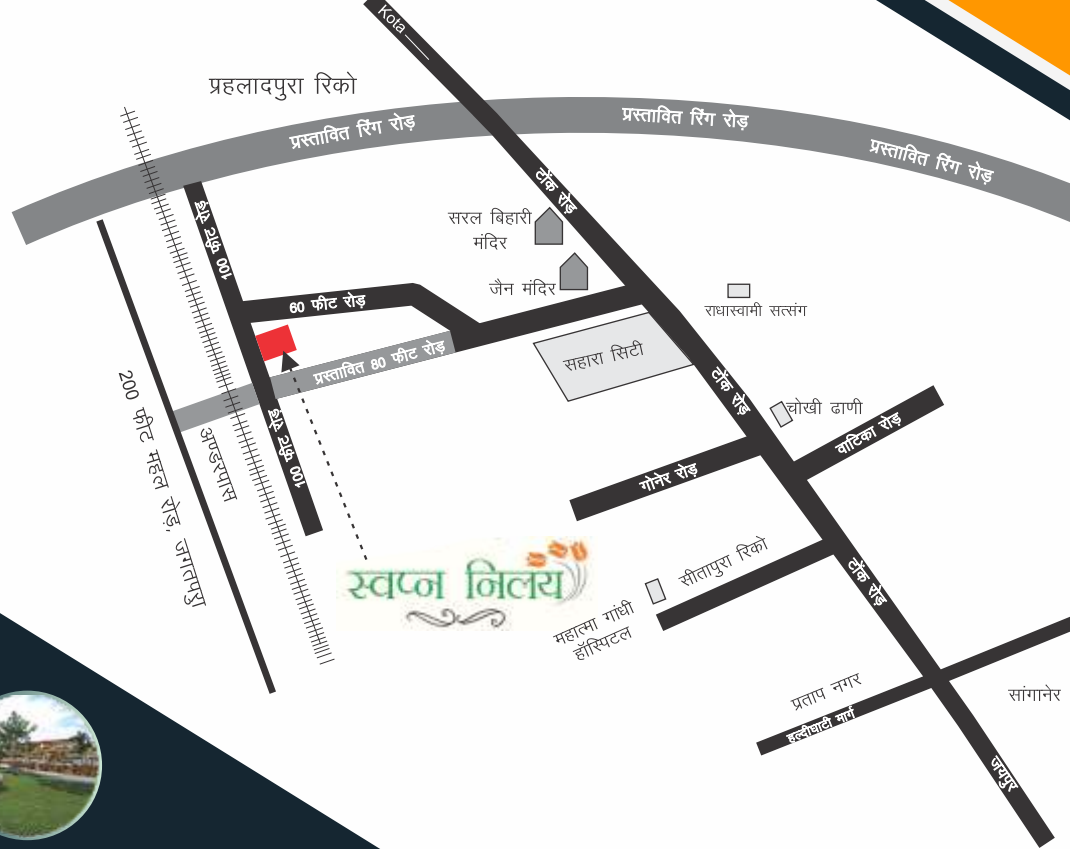 Kota
प्रहलादपुरा रिको
प्रस्तावित रिंग रोड़
प्रस्तावित रिंग रोड़
प्रस्तावित रिंग रोड़
टोंक रोड़
100 फीट रोड़
सरल बिहारी
मंदिर
जैन मंदिर
60 फीट रोड़
राधास्वामी सत्संग
प्रस्तावित 80 फीट रोड़
सहारा सिटी
टोंक रोड़
चोखी ढाणी
वाटिका रोड़
200 फीट महल रोड़, जगतपरु
अण्डरपास
100 फीट रोड़
गोनेर रोड़
स्वप्न निलय
सीतापुरा रिको
महात्मा गांधी
हॉस्पिटल
टोंक रोड़
प्रताप नगर
हल्दीघाटी मार्ग
सांगानेर
जयपुर